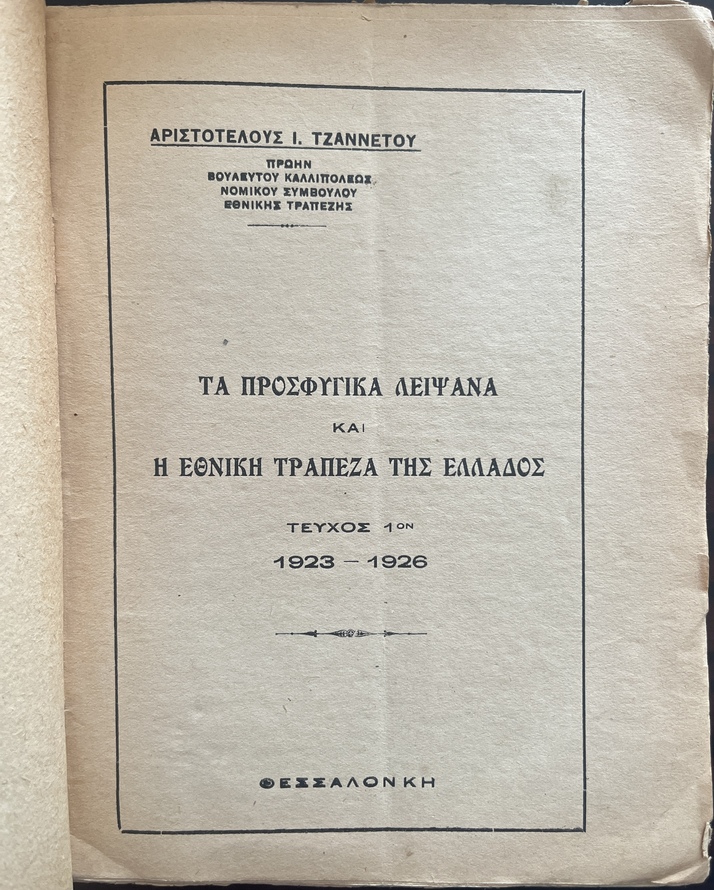 ΑΡΙΣΤΟΤΕΛΟΥΣ Ι. ΤΖΑΝΝΕΤΟΥ
ΠΡΩΗΝ
ΒΟΥΛΕΥΤΟΥ ΚΑΛΛΙΠΟΛΕΩΣ
ΝΟΜΙΚΟΥ ΣΥΜΒΟΥΛΟΥ
ΕΘΝΙΚΗΣ ΤΡΑΠΕΖΗΣ
ΤΑ ΠΡΟΣΦΥΓΙΚΑ ΛΕΙΨΑΝΑ
ΚΑΙ
Η ΕΘΝΙΚΗ ΤΡΑΠΕΖΑ ΤΗΣ ΕΛΛΑΔΟΣ
ΤΕΥΧΟΣ 1ΟΝ
1923 – 1926
ΘΕΣΣΑΛΟΝΚΗ